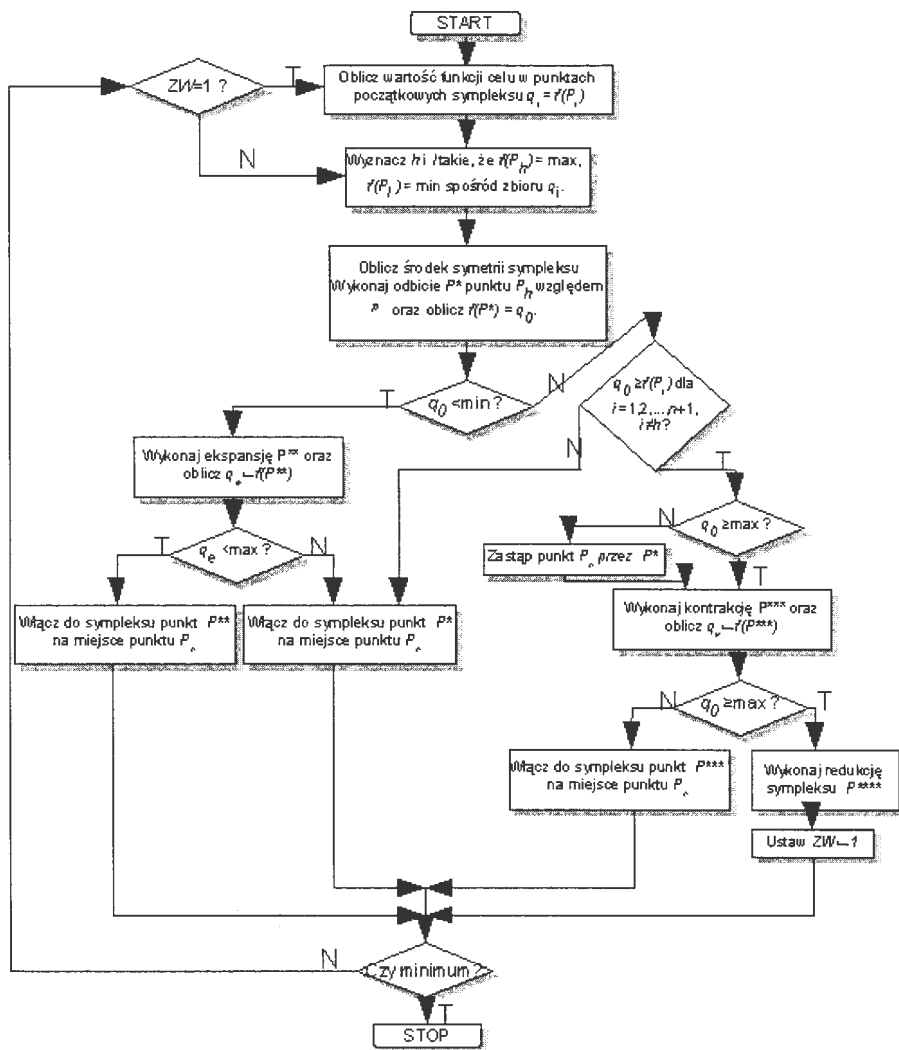 START
ZW=1 ?
T
Oblicz wartość funkcji celu w punktach
początkowych sympleksu q_i = f(P_i)
N
Wyznacz h i l takie, że f(P_h) = max,
f(P_l) = min spośród zbioru q_i.
Oblicz środek symetrii sympleksu
Wykonaj odbicie P* punktu P_h względem
P oraz oblicz f(P*) = q_0.
N
q_0 ≥ f(P_i) dla
i = 1,2,...,n+1,
i≠h?
T
q_0 <min ?
N
T
Wykonaj ekspansję P** oraz
oblicz q_e = f(P**)
N
q_0 ≥max ?
T
q_e <max ?
N
Zastąp punkt P_h przez P*
T
Włącz do sympleksu punkt P**
na miejsce punktu P_h
Włącz do sympleksu punkt P*
na miejsce punktu P_h
Wykonaj kontrakcję P*** oraz
oblicz q_e = f(P***)
N
q_0 ≥max ?
T
Włącz do sympleksu punkt P***
na miejsce punktu P_h
Wykonaj redukcję
sympleksu P****
Ustaw ZW=1
N
Czy minimum ?
T
STOP